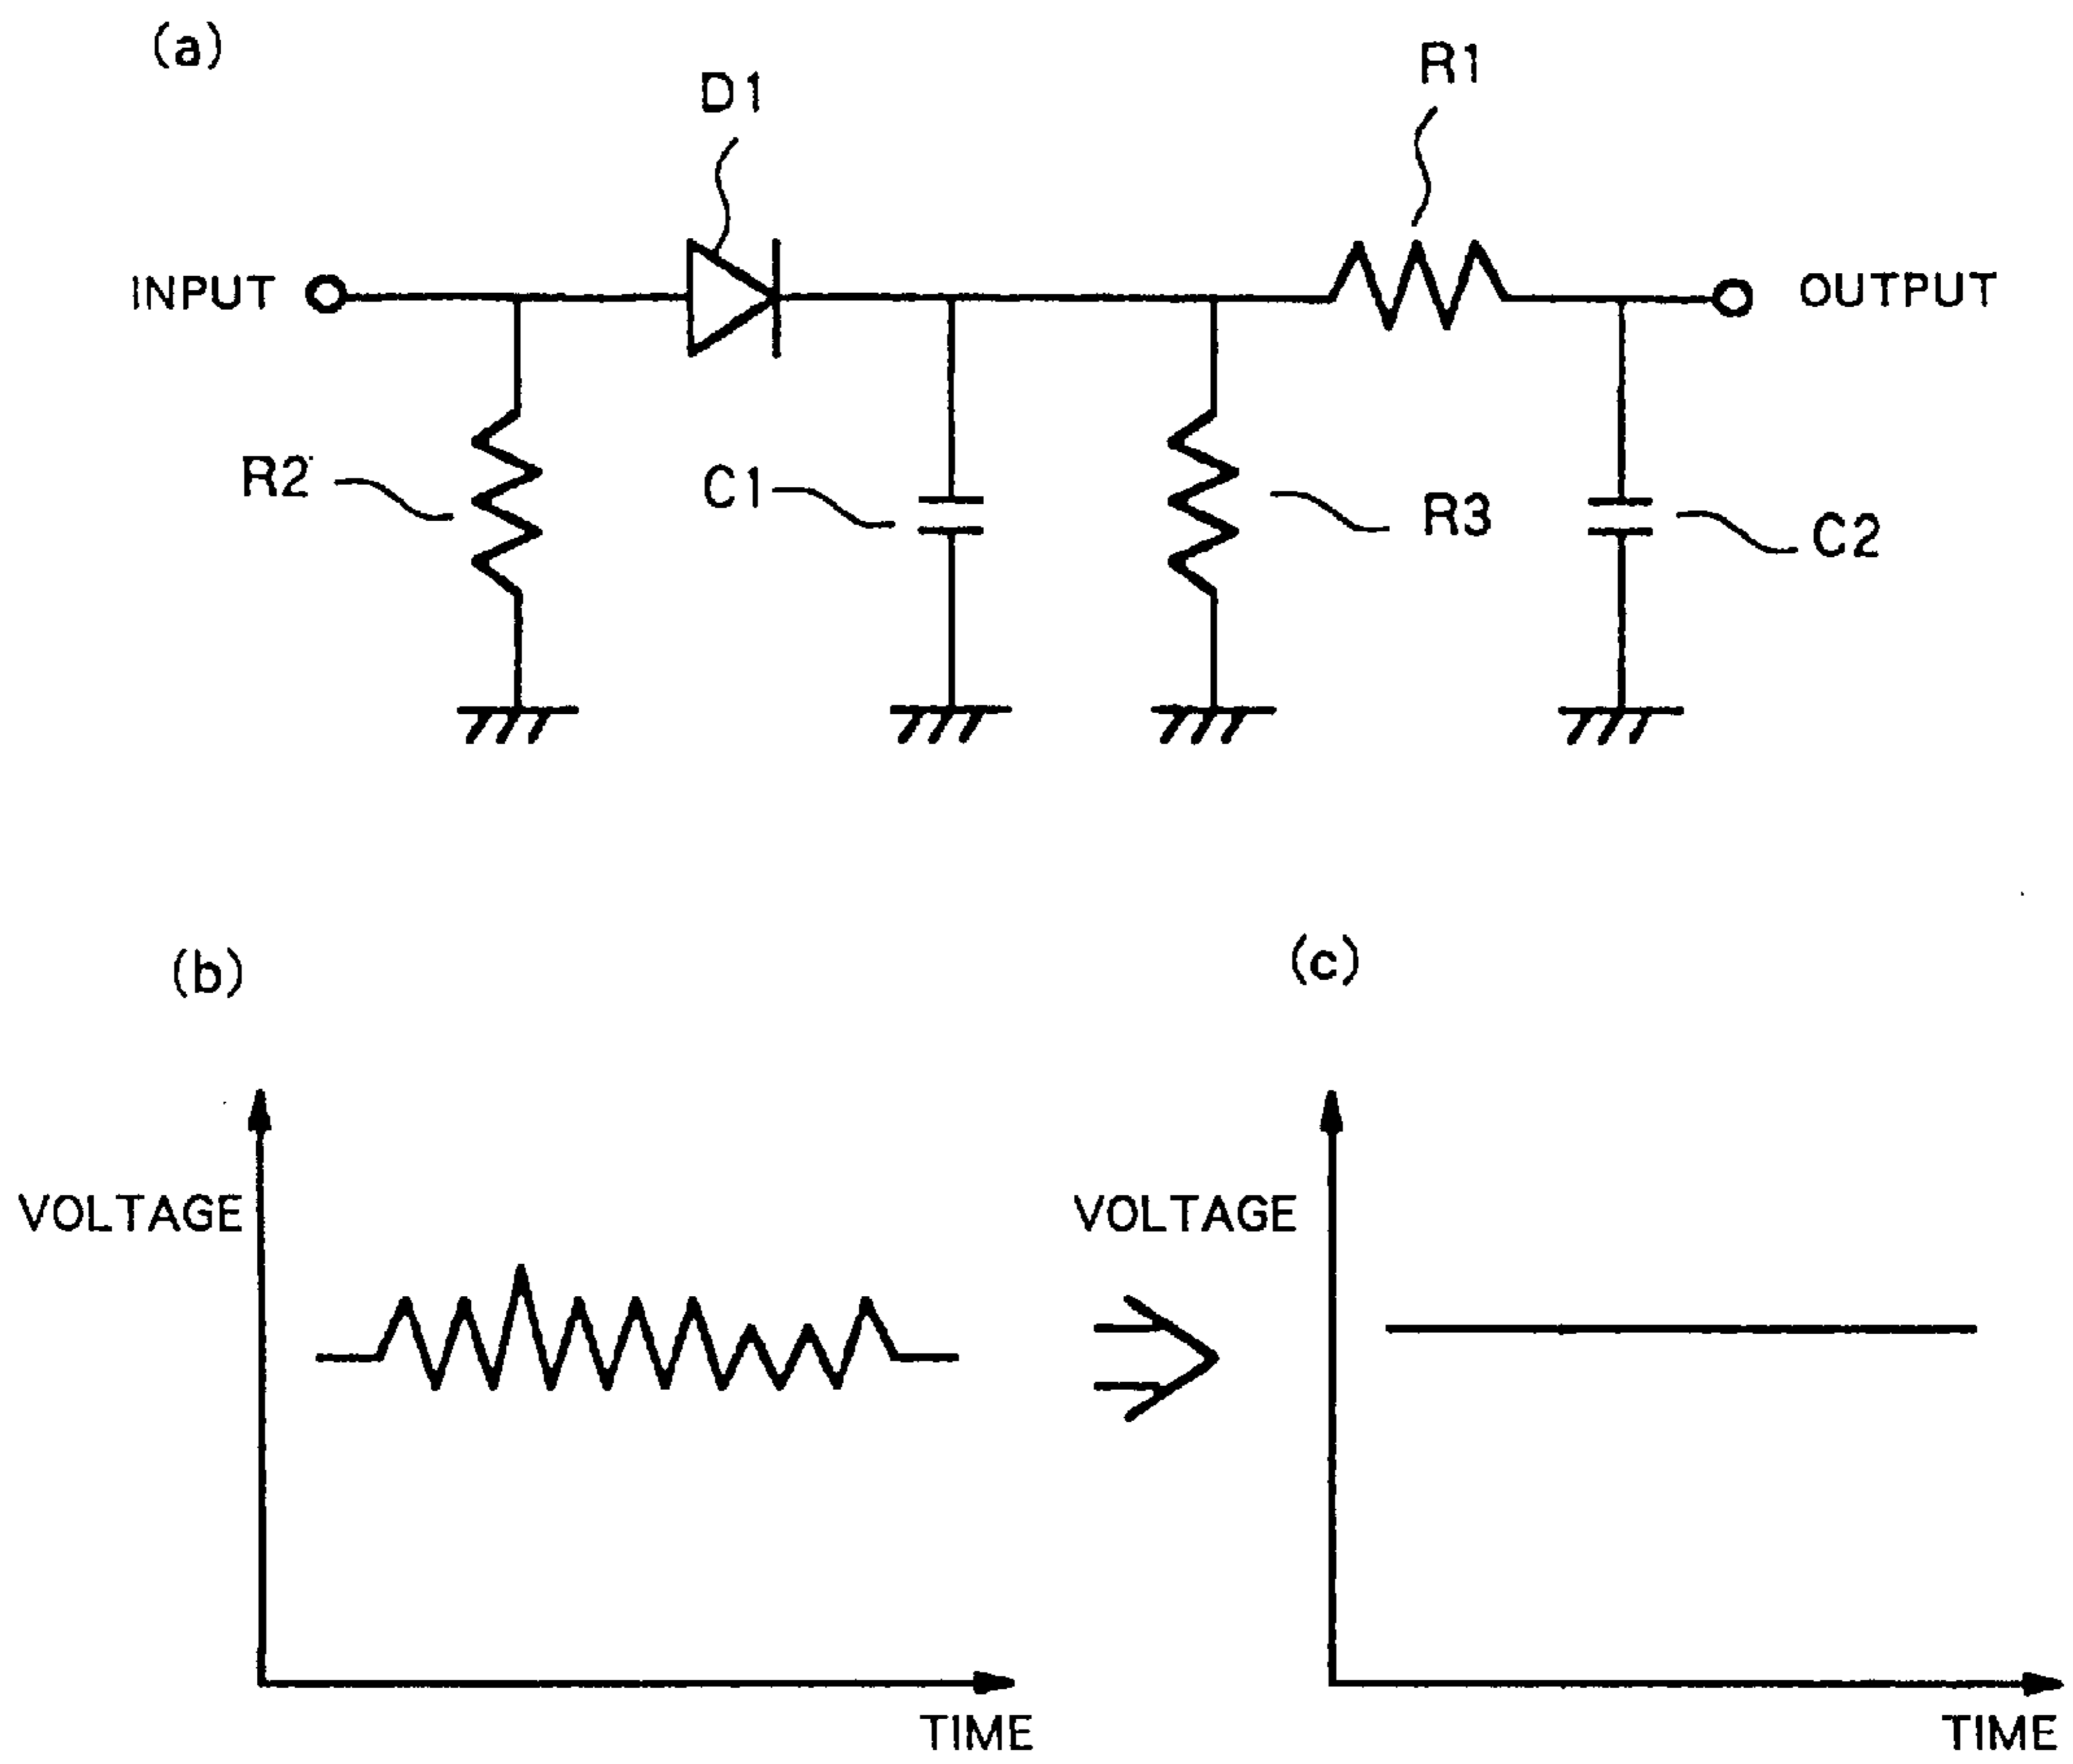 (a)
D1
R1
INPUT
OUTPUT
R2
C1
R3
C2
(b)
(c)
VOLTAGE
VOLTAGE
TIME
TIME